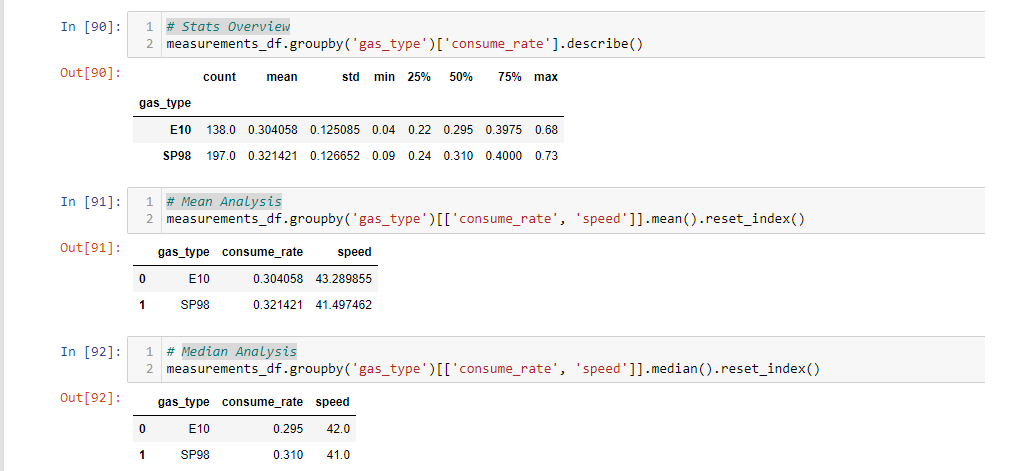 In [90]: 1 # Stats Overview
2 measurements_df.groupby('gas_type')['consume_rate'].describe()
Out[90]:
count mean std min 25% 50% 75% max
gas_type
E10 138.0 0.304058 0.125085 0.04 0.22 0.295 0.3975 0.68
SP98 197.0 0.321421 0.126652 0.09 0.24 0.310 0.4000 0.73
In [91]: 1 # Mean Analysis
2 measurements_df.groupby('gas_type')[['consume_rate', 'speed']].mean().reset_index()
Out[91]:
gas_type consume_rate speed
0 E10 0.304058 43.289855
1 SP98 0.321421 41.497462
In [92]: 1 # Median Analysis
2 measurements_df.groupby('gas_type')[['consume_rate', 'speed']].median().reset_index()
Out[92]:
gas_type consume_rate speed
0 E10 0.295 42.0
1 SP98 0.310 41.0